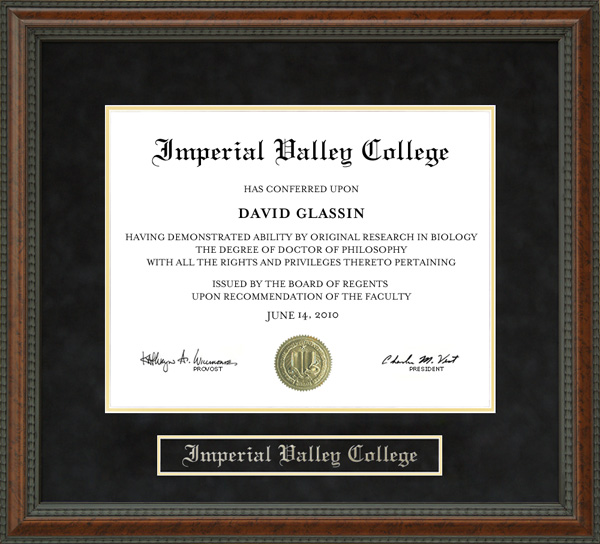 Imperial Valley College
HAS CONFERRED UPON
DAVID GLASSIN
HAVING DEMONSTRATED ABILITY BY ORIGINAL RESEARCH IN BIOLOGY
THE DEGREE OF DOCTOR OF PHILOSOPHY
WITH ALL THE RIGHTS AND PRIVILEGES THERETO PERTAINING
ISSUED BY THE BOARD OF REGENTS
UPON RECOMMENDATION OF THE FACULTY
JUNE 14, 2010
PROVOST
PRESIDENT
Imperial Valley College